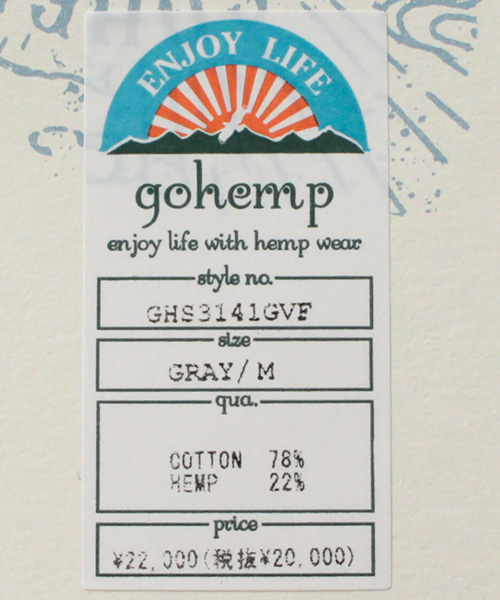 ENJOY LIFE
gohemp
enjoy life with hemp wear
style no.
GHS3141GVF
size
GRAY/ M
qua.
COTTON 78%
HEMP 22%
price
¥22,000(税抜¥20,000)